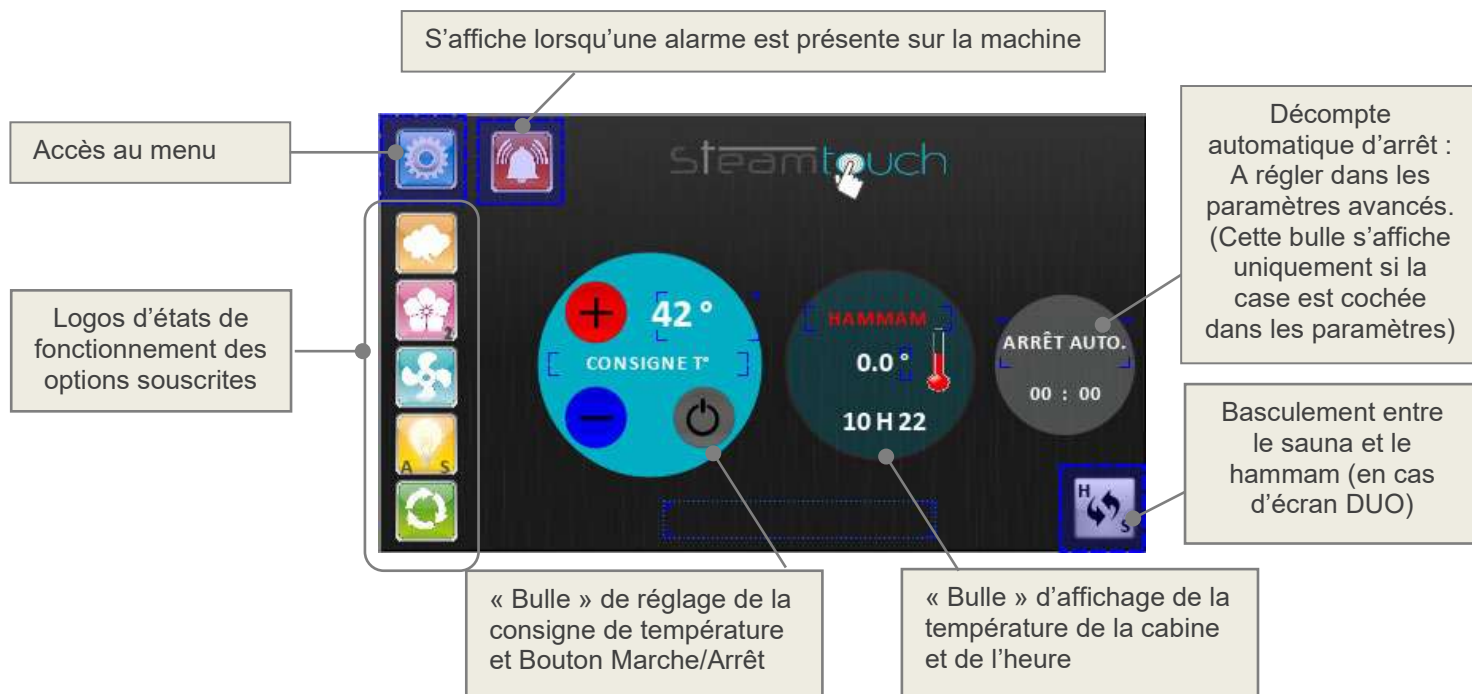 S’affiche lorsqu’une alarme est présente sur la machine
Accès au menu
Logos d’états de
fonctionnement des
options souscrites
Steamtouch
2
A S
+
42 °
CONSIGNE T°
−
HAMMAM
0.0 °
10 H 22
ARRÊT AUTO.
00 : 00
H
S
Décompte
automatique d’arrêt :
A régler dans les
paramètres avancés.
(Cette bulle s’affiche
uniquement si la
case est cochée
dans les paramètres)
Basculement entre
le sauna et le
hammam (en cas
d’écran DUO)
« Bulle » de réglage de la
consigne de température
et Bouton Marche/Arrêt
« Bulle » d’affichage de la
température de la cabine
et de l’heure